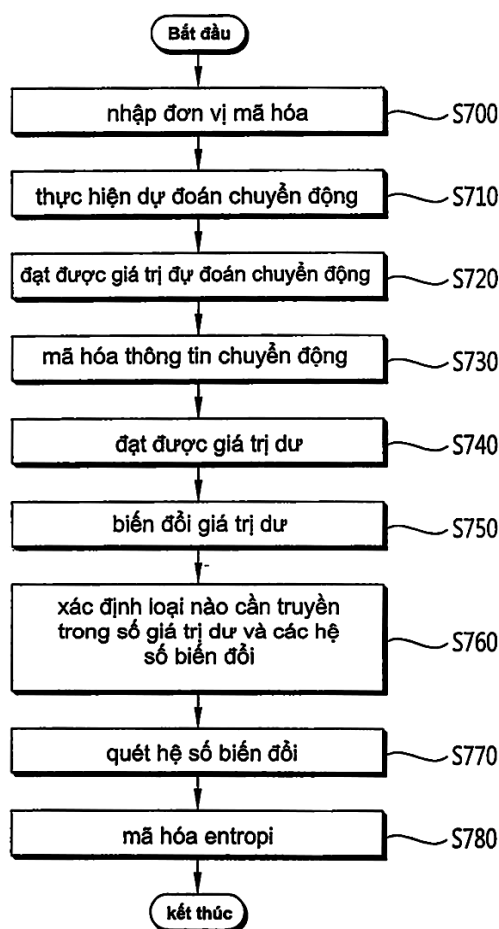 Bắt đầu
nhập đơn vị mã hóa
S700
thực hiện dự đoán chuyển động
S710
đạt được giá trị đự đoán chuyển động
S720
mã hóa thông tin chuyển động
S730
đạt được giá trị dư
S740
biến đổi giá trị dư
S750
xác định loại nào cần truyền
trong số giá trị dư và các hệ
số biến đổi
S760
quét hệ số biến đổi
S770
mã hóa entropi
S780
kết thúc